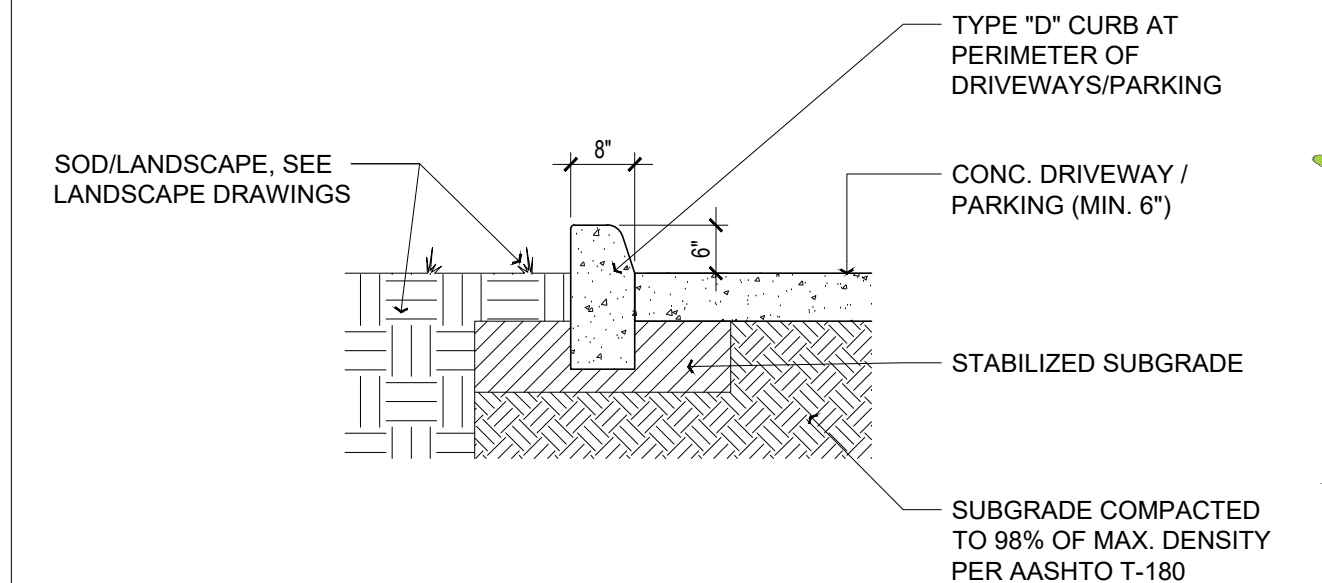 TYPE "D" CURB AT
PERIMETER OF
DRIVEWAYS/PARKING
SOD/LANDSCAPE, SEE
LANDSCAPE DRAWINGS
8"
6"
CONC. DRIVEWAY /
PARKING (MIN. 6")
STABILIZED SUBGRADE
SUBGRADE COMPACTED
TO 98% OF MAX. DENSITY
PER AASHTO T-180